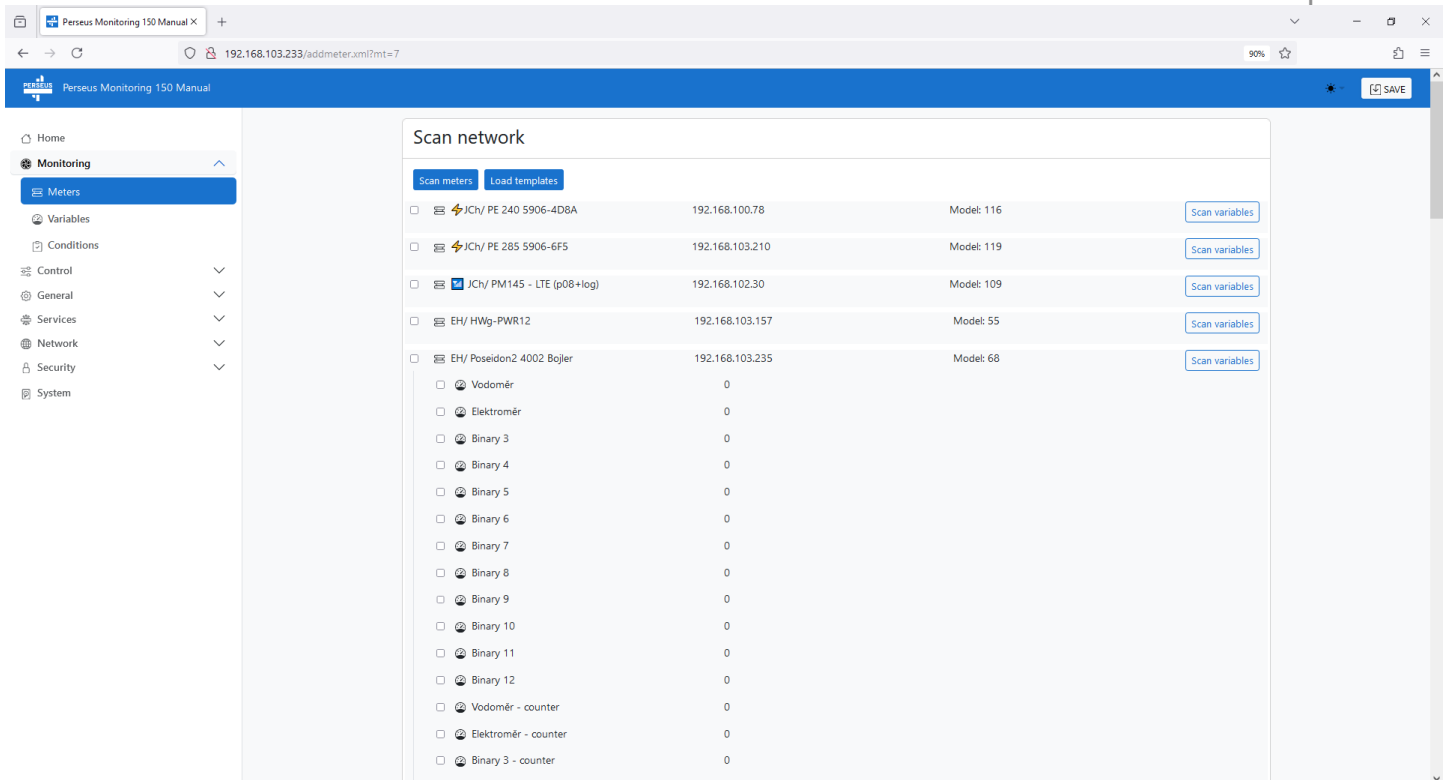 Perseus Monitoring 150 Manual
192.168.103.233/addmeter.xml?mt=7
90%
PERSEUS
Perseus Monitoring 150 Manual
SAVE
Home
Monitoring
Meters
Variables
Conditions
Control
General
Services
Network
Security
System
Scan network
Scan meters Load templates
JCh/ PE 240 5906-4D8A 192.168.100.78 Model: 116 Scan variables
JCh/ PE 285 5906-6F5 192.168.103.210 Model: 119 Scan variables
JCh/ PM145 - LTE (p08+log) 192.168.102.30 Model: 109 Scan variables
EH/ HWg-PWR12 192.168.103.157 Model: 55 Scan variables
EH/ Poseidon2 4002 Bojler 192.168.103.235 Model: 68 Scan variables
Vodoměr 0
Elektroměr 0
Binary 3 0
Binary 4 0
Binary 5 0
Binary 6 0
Binary 7 0
Binary 8 0
Binary 9 0
Binary 10 0
Binary 11 0
Binary 12 0
Vodoměr - counter 0
Elektroměr - counter 0
Binary 3 - counter 0